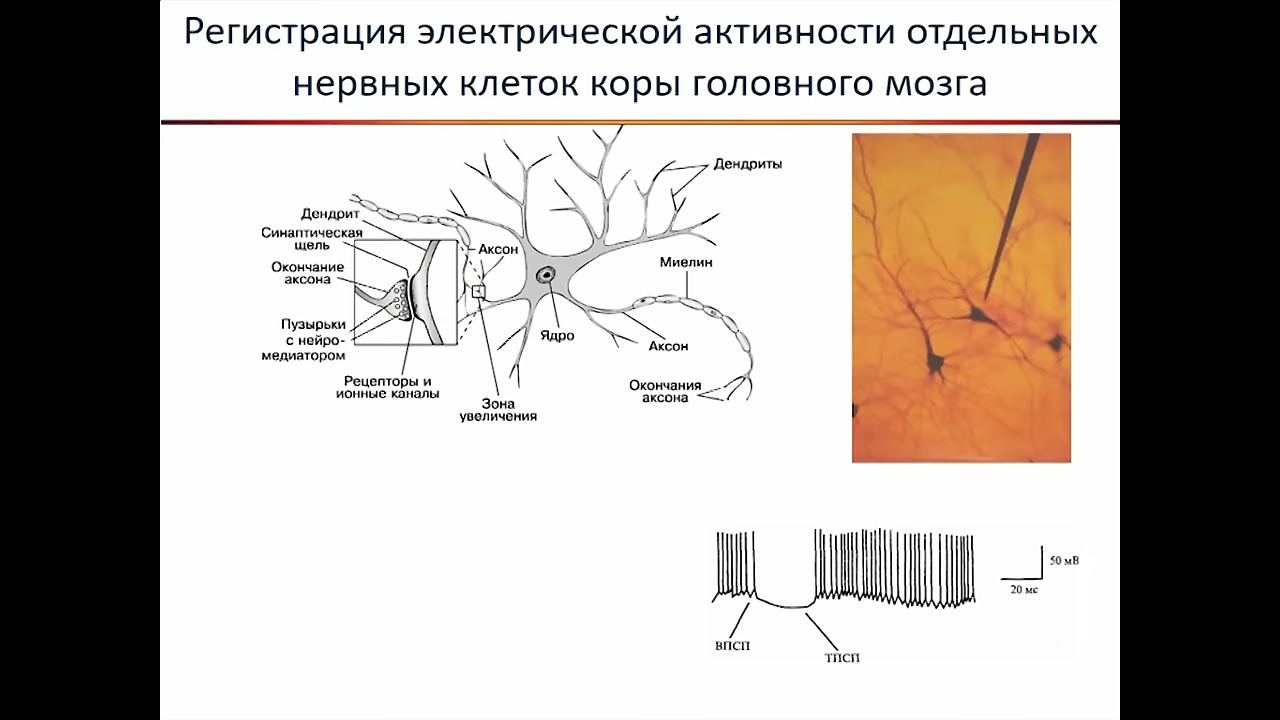 Регистрация электрической активности отдельных
нервных клеток коры головного мозга
Дендриты
Дендрит
Синаптическая
щель
Окончание
аксона
Пузырьки
с нейро-
медиатором
Рецепторы и
ионные каналы
Аксон
Зона
увеличения
Ядро
Миелин
Аксон
Окончания
аксона
50 мВ
20 мс
ВПСП
ТПСП